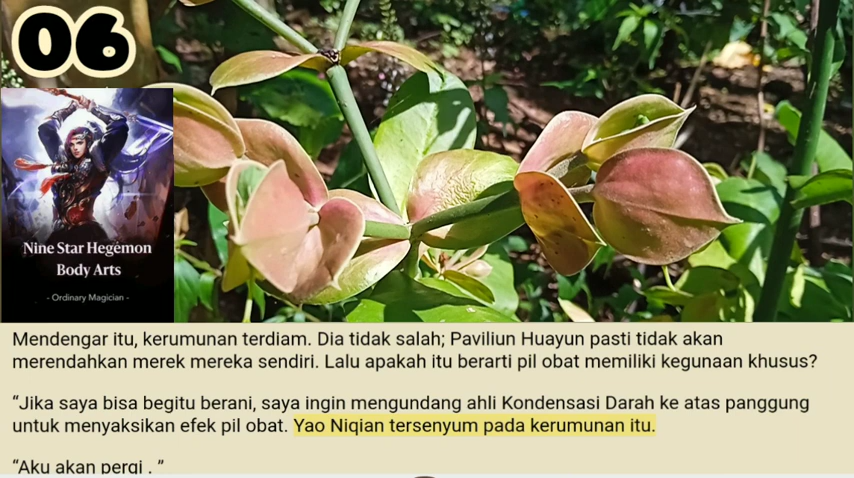 06
Nine Star Hegemon
Body Arts
- Ordinary Magician -
Mendengar itu, kerumunan terdiam. Dia tidak salah; Paviliun Huayun pasti tidak akan
merendahkan merek mereka sendiri. Lalu apakah itu berarti pil obat memiliki kegunaan khusus?
“Jika saya bisa begitu berani, saya ingin mengundang ahli Kondensasi Darah ke atas panggung
untuk menyaksikan efek pil obat. Yao Niqian tersenyum pada kerumunan itu.
“Aku akan pergi . ”